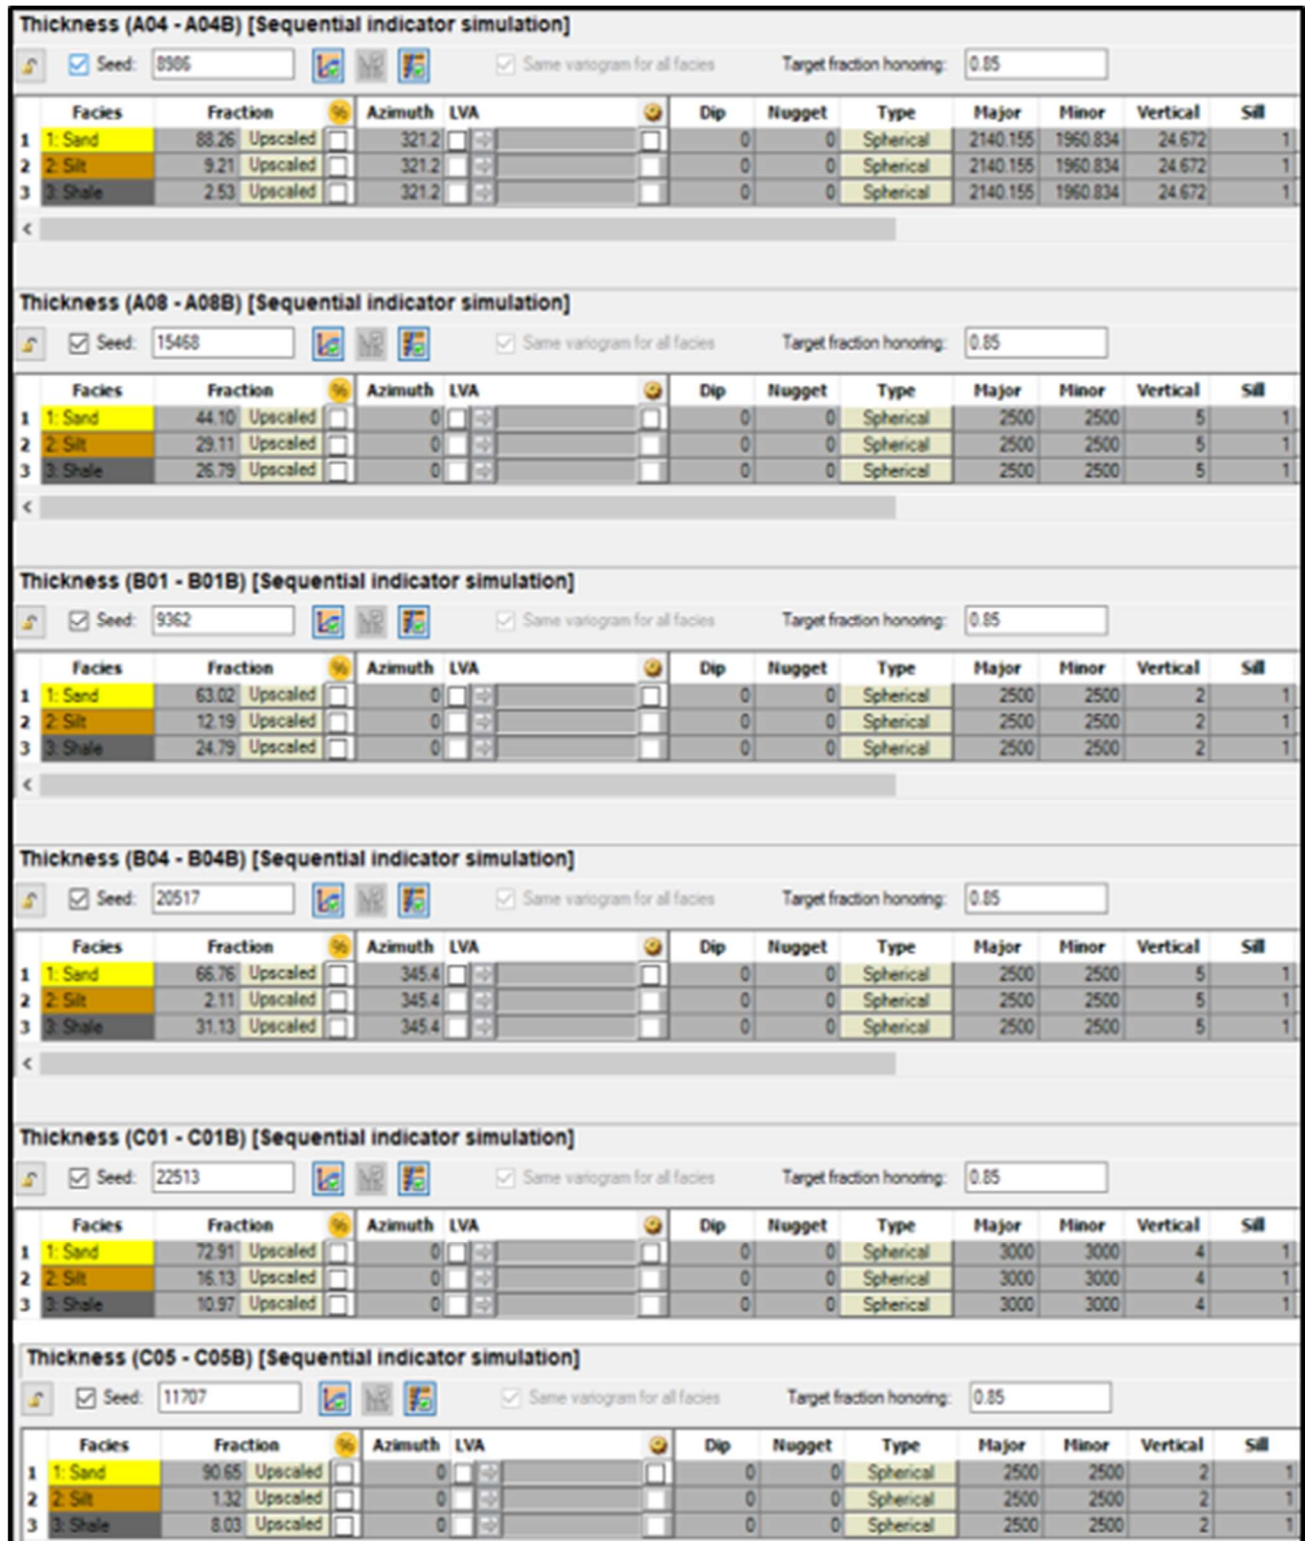 Thickness (A04 - A04B) [Sequential indicator simulation]
Seed: 8986 Same variogram for all facies Target fraction honoring: 0.85
Facies Fraction % Azimuth LVA Dip Nugget Type Major Minor Vertical Sill
1 1: Sand 88.26 Upscaled 321.2 0 0 Spherical 2140.155 1960.834 24.672 1
2 2: Silt 9.21 Upscaled 321.2 0 0 Spherical 2140.155 1960.834 24.672 1
3 3: Shale 2.53 Upscaled 321.2 0 0 Spherical 2140.155 1960.834 24.672 1
Thickness (A08 - A08B) [Sequential indicator simulation]
Seed: 15468 Same variogram for all facies Target fraction honoring: 0.85
Facies Fraction % Azimuth LVA Dip Nugget Type Major Minor Vertical Sill
1 1: Sand 44.10 Upscaled 0 0 0 Spherical 2500 2500 5 1
2 2: Silt 29.11 Upscaled 0 0 0 Spherical 2500 2500 5 1
3 3: Shale 26.79 Upscaled 0 0 0 Spherical 2500 2500 5 1
Thickness (B01 - B01B) [Sequential indicator simulation]
Seed: 9362 Same variogram for all facies Target fraction honoring: 0.85
Facies Fraction % Azimuth LVA Dip Nugget Type Major Minor Vertical Sill
1 1: Sand 63.02 Upscaled 0 0 0 Spherical 2500 2500 2 1
2 2: Silt 12.19 Upscaled 0 0 0 Spherical 2500 2500 2 1
3 3: Shale 24.79 Upscaled 0 0 0 Spherical 2500 2500 2 1
Thickness (B04 - B04B) [Sequential indicator simulation]
Seed: 20517 Same variogram for all facies Target fraction honoring: 0.85
Facies Fraction % Azimuth LVA Dip Nugget Type Major Minor Vertical Sill
1 1: Sand 66.76 Upscaled 345.4 0 0 Spherical 2500 2500 5 1
2 2: Silt 2.11 Upscaled 345.4 0 0 Spherical 2500 2500 5 1
3 3: Shale 31.13 Upscaled 345.4 0 0 Spherical 2500 2500 5 1
Thickness (C01 - C01B) [Sequential indicator simulation]
Seed: 22513 Same variogram for all facies Target fraction honoring: 0.85
Facies Fraction % Azimuth LVA Dip Nugget Type Major Minor Vertical Sill
1 1: Sand 72.91 Upscaled 0 0 0 Spherical 3000 3000 4 1
2 2: Silt 16.13 Upscaled 0 0 0 Spherical 3000 3000 4 1
3 3: Shale 10.97 Upscaled 0 0 0 Spherical 3000 3000 4 1
Thickness (C05 - C05B) [Sequential indicator simulation]
Seed: 11707 Same variogram for all facies Target fraction honoring: 0.85
Facies Fraction % Azimuth LVA Dip Nugget Type Major Minor Vertical Sill
1 1: Sand 90.65 Upscaled 0 0 0 Spherical 2500 2500 2 1
2 2: Silt 1.32 Upscaled 0 0 0 Spherical 2500 2500 2 1
3 3: Shale 8.03 Upscaled 0 0 0 Spherical 2500 2500 2 1